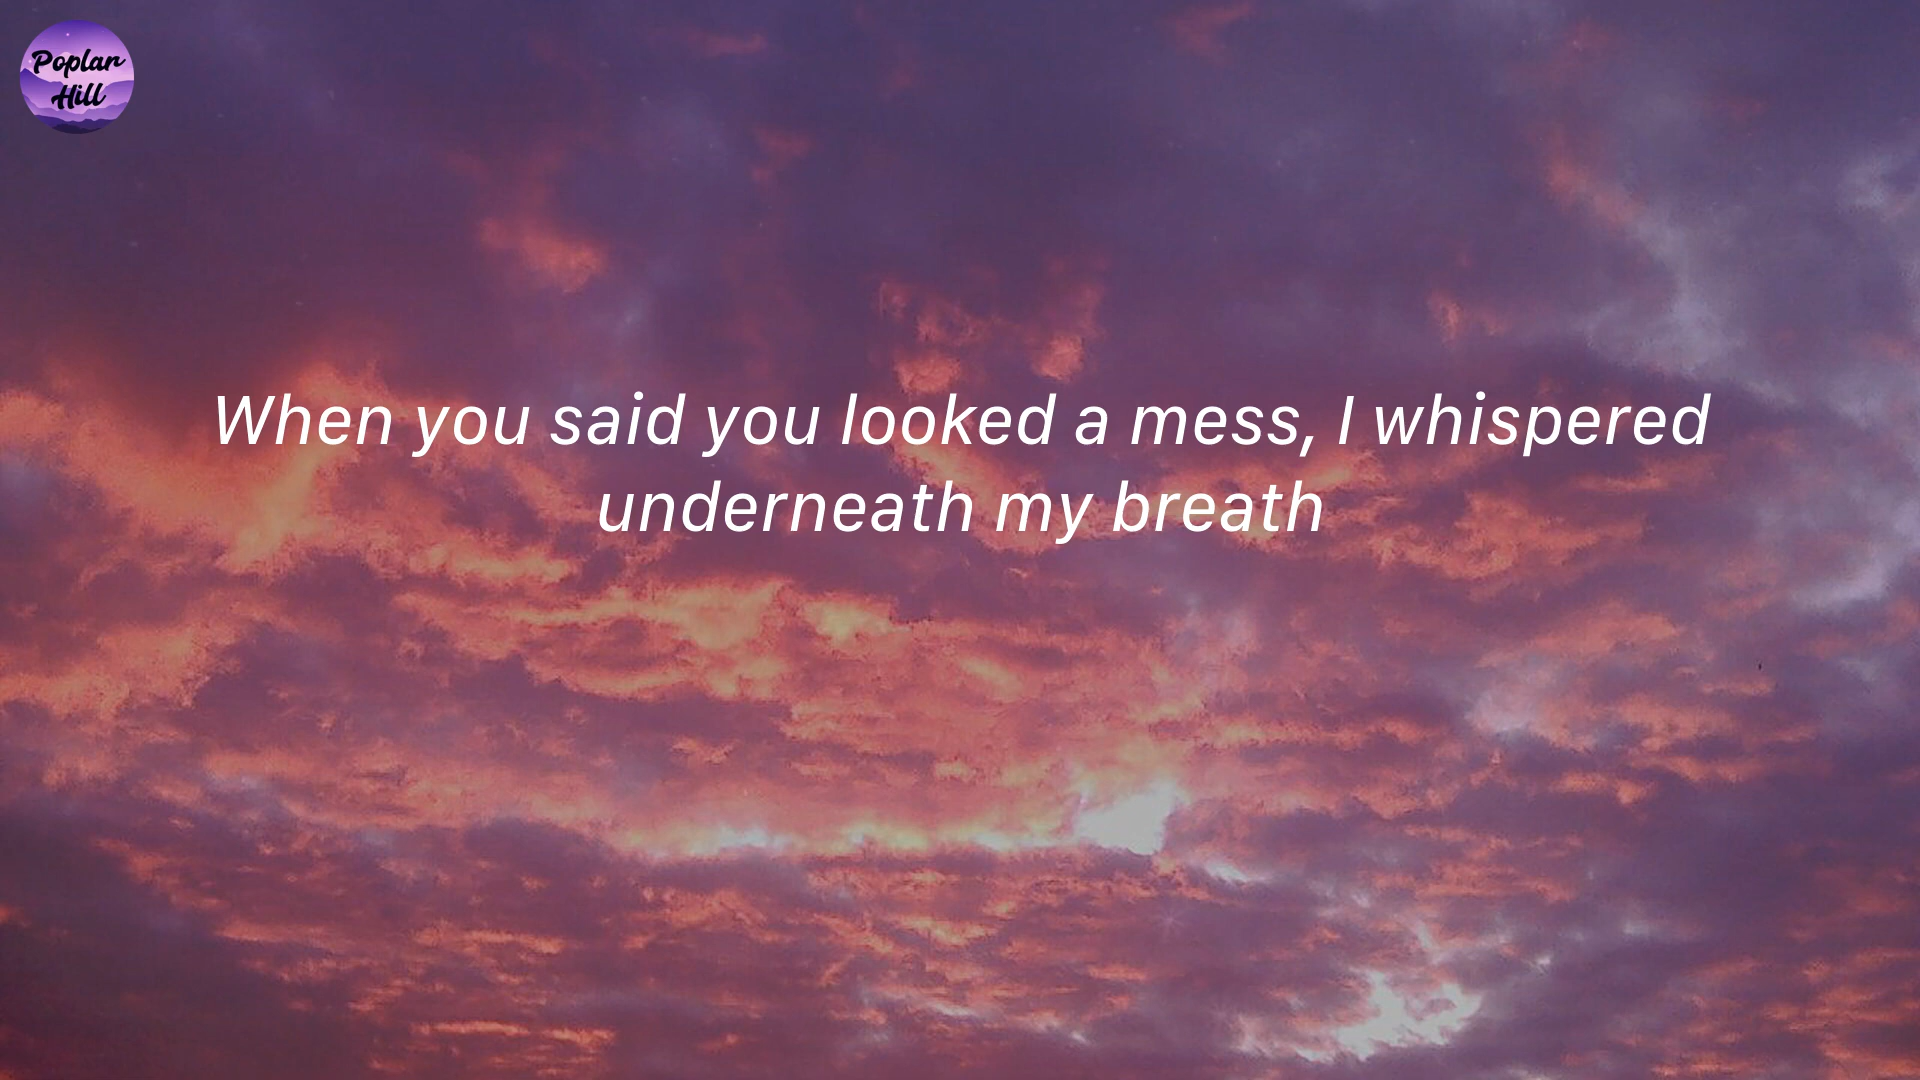 Poplar
Hill
When you said you looked a mess, I whispered
underneath my breath